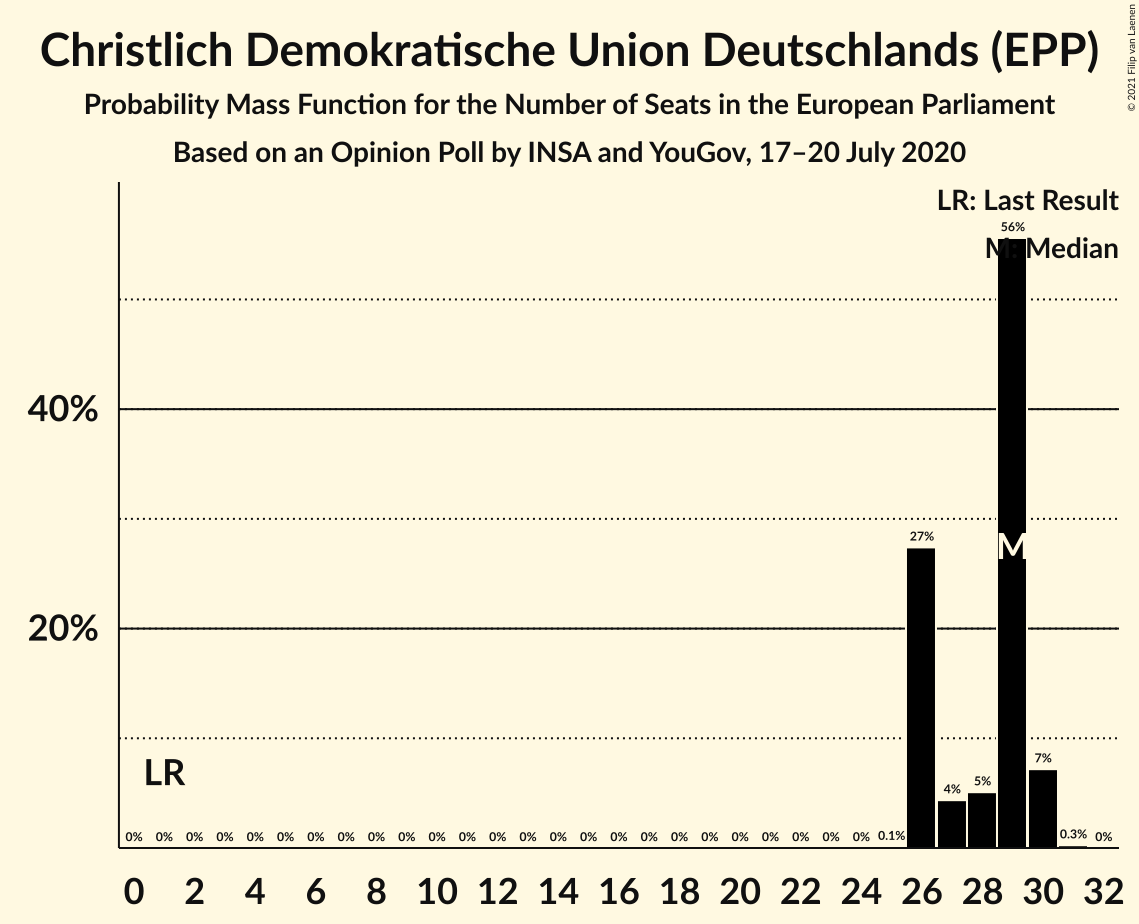 Christlich Demokratische Union Deutschlands (EPP)
Probability Mass Function for the Number of Seats in the European Parliament
Based on an Opinion Poll by INSA and YouGov, 17–20 July 2020
© 2021 Filip van Laenen
LR: Last Result
M: Median
56%
40%
27%
M
20%
LR
7%
5%
4%
0% 0% 0% 0% 0% 0% 0% 0% 0% 0% 0% 0% 0% 0% 0% 0% 0% 0% 0% 0% 0% 0% 0% 0% 0% 0.1% 0.3% 0%
0 2 4 6 8 10 12 14 16 18 20 22 24 26 28 30 32